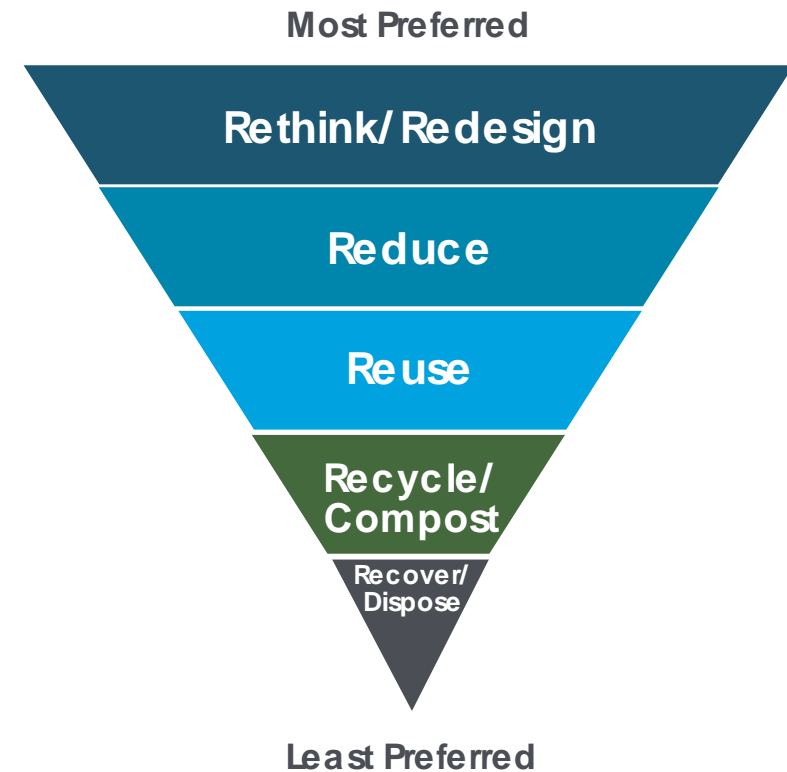 Most Preferred
Rethink/Redesign
Reduce
Reuse
Recycle/
Compost
Recover/
Dispose
Least Preferred